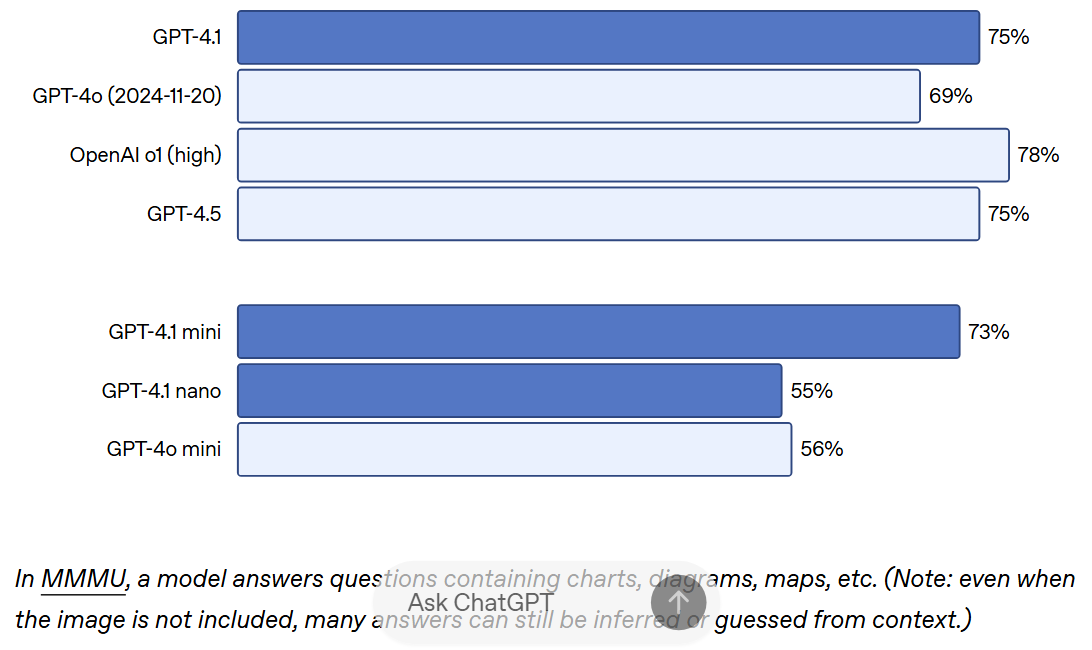 GPT-4.1 75%
GPT-4o (2024-11-20) 69%
OpenAI o1 (high) 78%
GPT-4.5 75%
GPT-4.1 mini 73%
GPT-4.1 nano 55%
GPT-4o mini 56%
In MMMU, a model answers questions containing charts, diagrams, maps, etc. (Note: even when
Ask ChatGPT
the image is not included, many answers can still be inferred or guessed from context.)